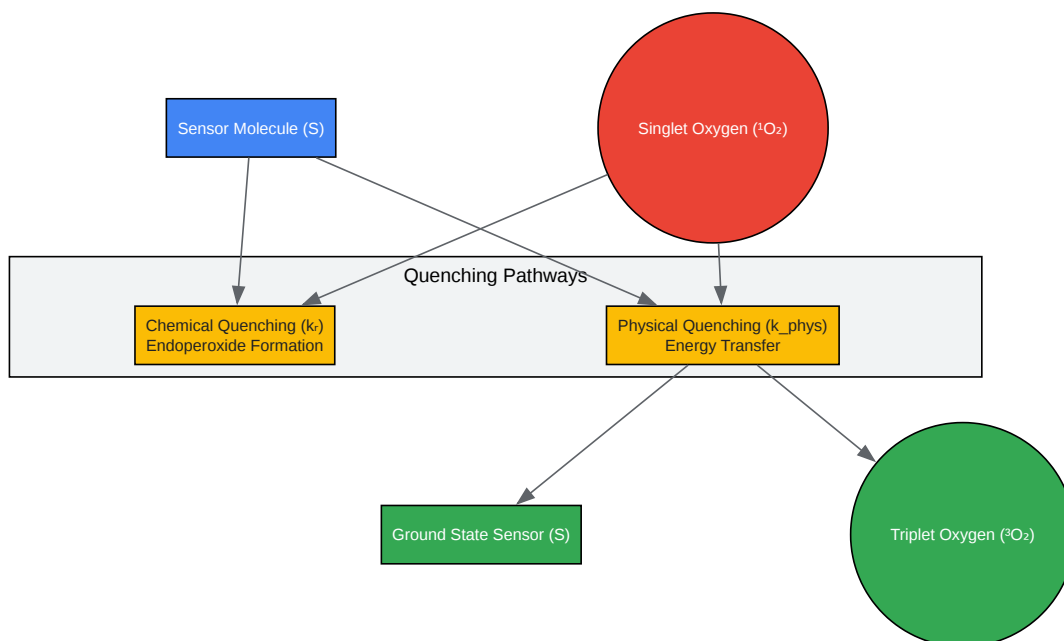 Sensor Molecule (S)
Singlet Oxygen (¹O₂)
Quenching Pathways
Chemical Quenching (kᵣ)
Endoperoxide Formation
Physical Quenching (k_phys)
Energy Transfer
Ground State Sensor (S)
Triplet Oxygen (³O₂)